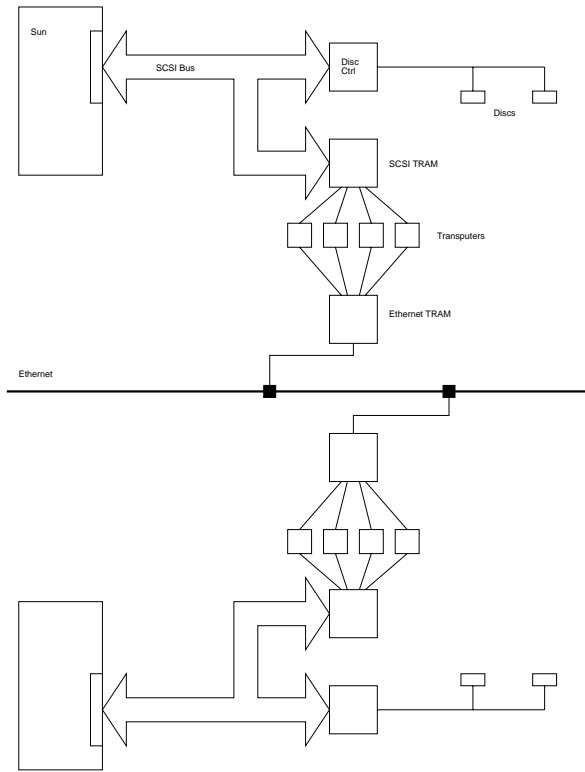 Sun
SCSI Bus
Disc
Ctrl
Discs
SCSI TRAM
Transputers
Ethernet TRAM
Ethernet